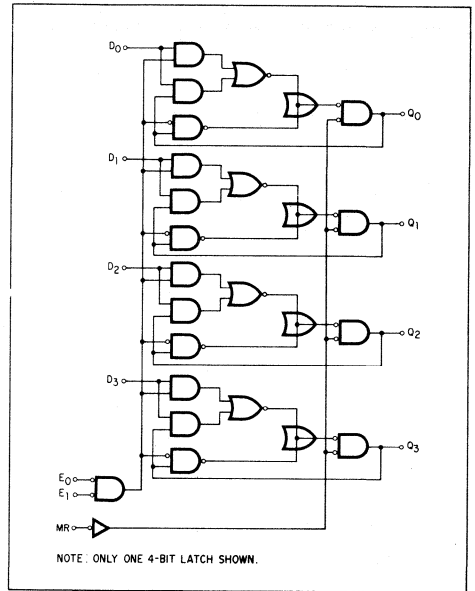 D0
Q0
D1
Q1
D2
Q2
D3
Q3
E0
E1
MR
NOTE: ONLY ONE 4-BIT LATCH SHOWN.